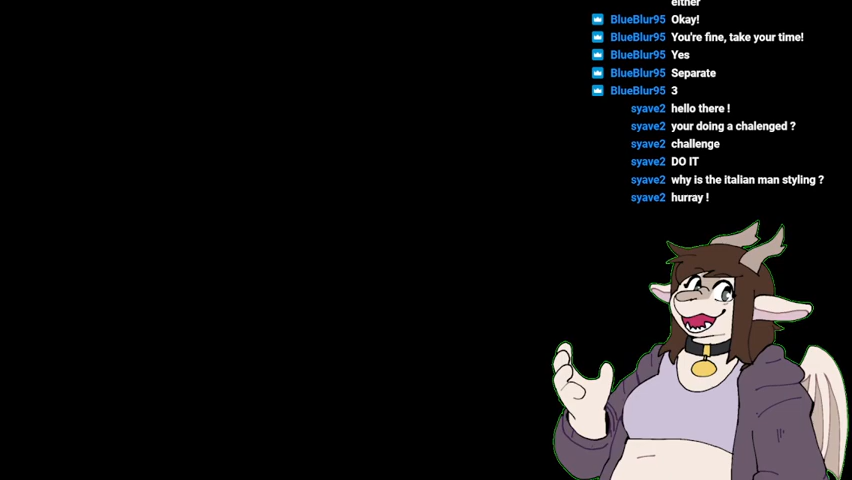 either
BlueBlur95 Okay!
BlueBlur95 You're fine, take your time!
BlueBlur95 Yes
BlueBlur95 Separate
BlueBlur95 3
syave2 hello there !
syave2 your doing a chalenged ?
syave2 challenge
syave2 DO IT
syave2 why is the italian man styling ?
syave2 hurray !